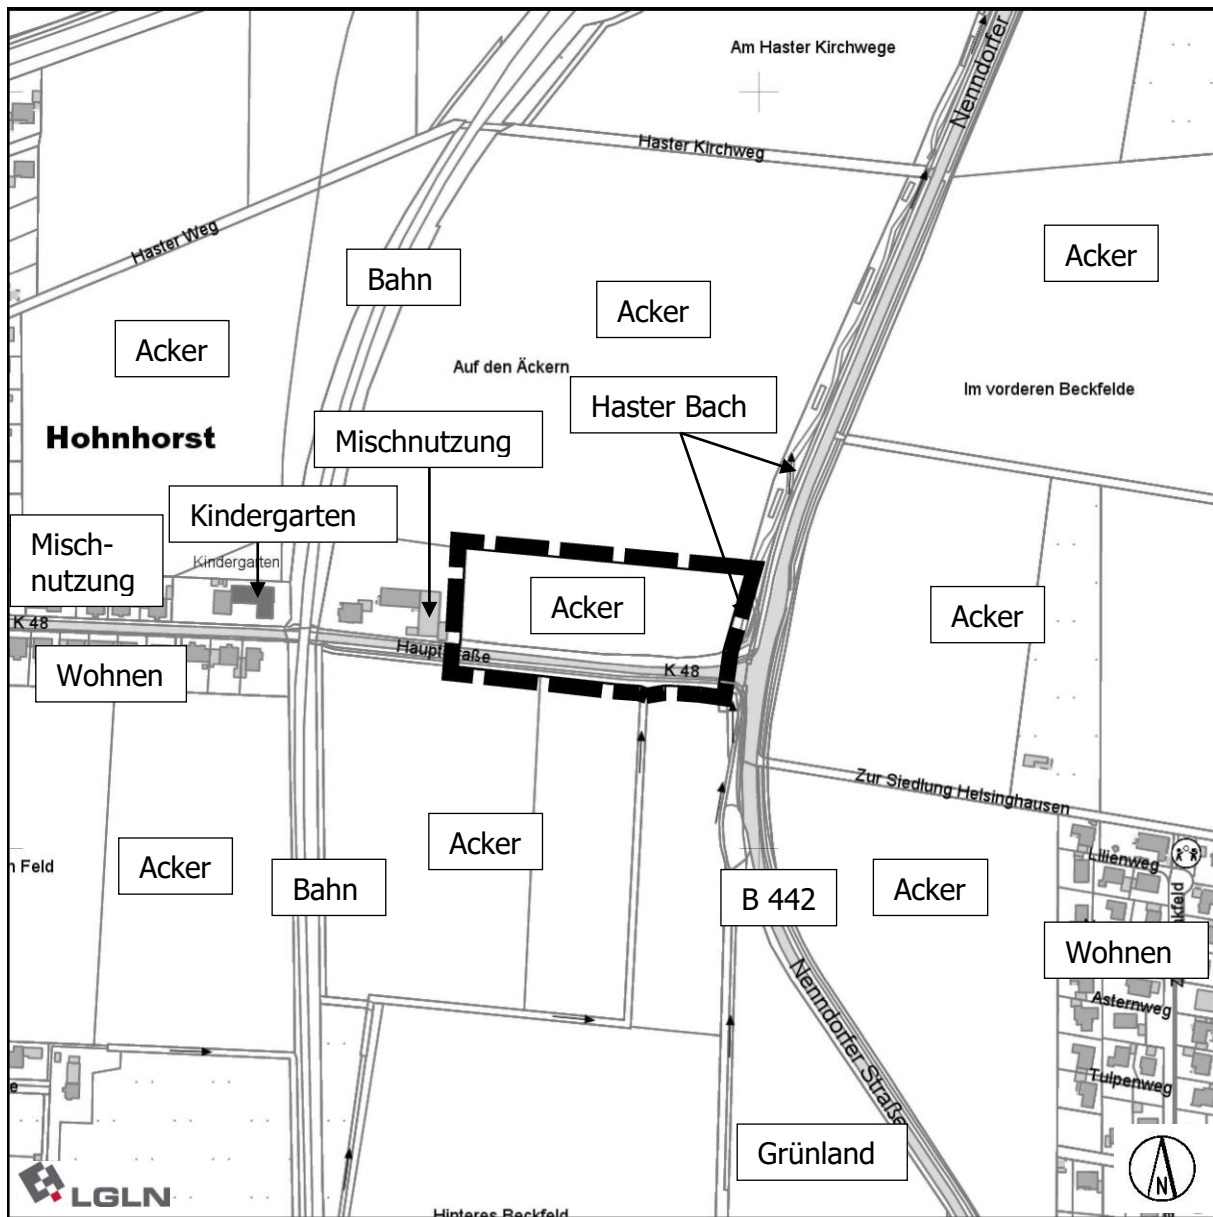 Am Haster Kirchwege
Nenndorfer
Haster Kirchweg
Haster Weg
Acker
Bahn
Acker
Acker
Auf den Äckern
Im vorderen Beckfelde
Haster Bach
Hohnhorst
Mischnutzung
Kindergarten
Misch-
nutzung
Kindergarten
Acker
Acker
K 48
Hauptstraße
K 48
Wohnen
Zur Siedlung Helsinghausen
Acker
Acker
Lilienweg
n Feld
Bahn
B 442
Acker
kfeld
Wohnen
Z
Asternweg
Nenndorfer Straße
Tulpenweg
e
Grünland
N
LGLN
Hinteres Beckfeld